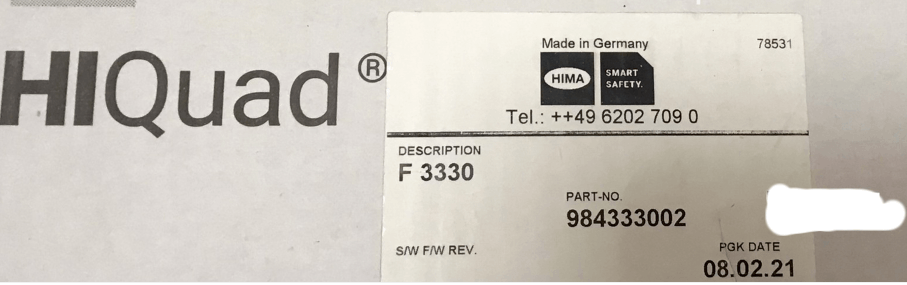 HIQuad®
Made in Germany
78531
HIMA
SMART
SAFETY.
Tel.: ++49 6202 709 0
DESCRIPTION
F 3330
PART-NO.
984333002
S/W F/W REV.
PGK DATE
08.02.21